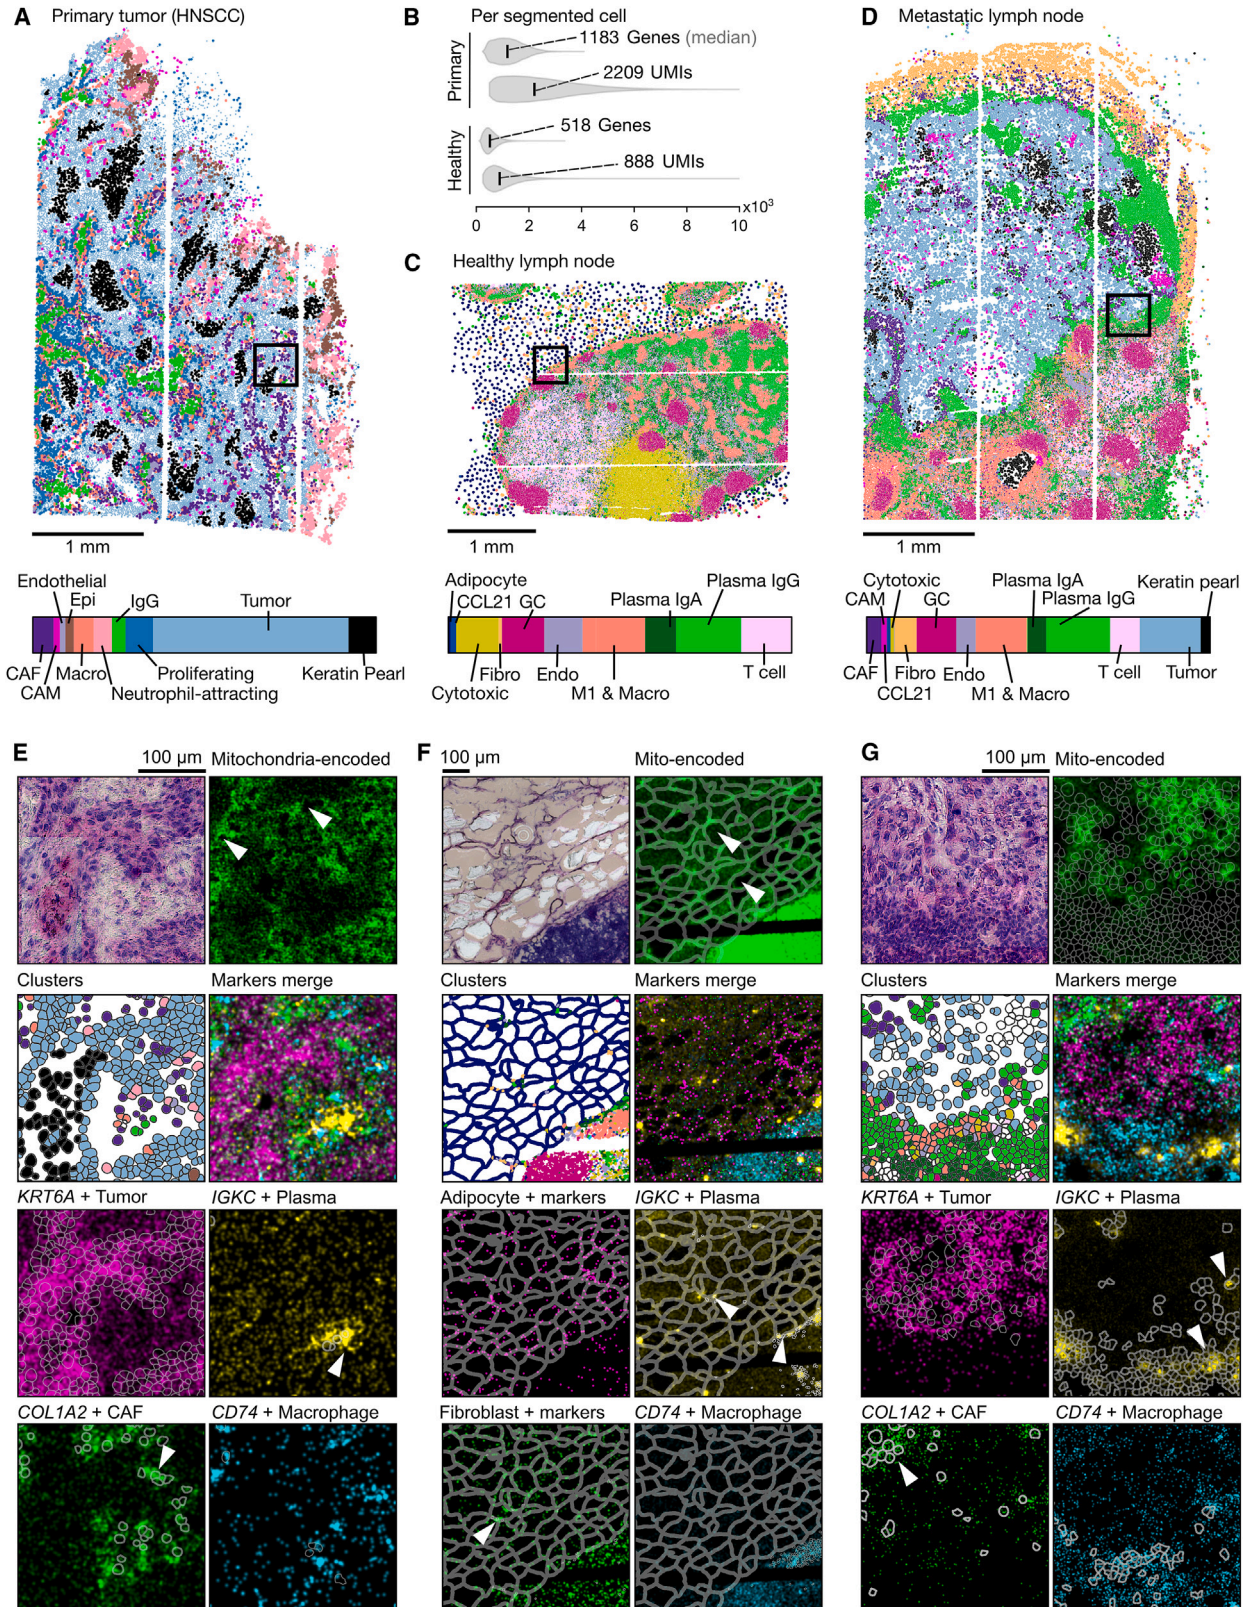 A Primary tumor (HNSCC)
1 mm
Endothelial
Epi
IgG
Tumor
CAF
CAM
Macro
Neutrophil-attracting
Proliferating
Keratin Pearl
B Per segmented cell
Primary
1183 Genes (median)
2209 UMIs
Healthy
518 Genes
888 UMIs
x10³
0 2 4 6 8 10
C Healthy lymph node
1 mm
Adipocyte
CCL21 GC
Plasma IgA
Plasma IgG
Cytotoxic
Fibro
Endo
M1 & Macro
T cell
D Metastatic lymph node
1 mm
Cytotoxic
CAM
GC
Plasma IgA
Plasma IgG
Keratin pearl
CAF
CCL21
Fibro
Endo
M1 & Macro
T cell
Tumor
E 100 µm Mitochondria-encoded
Clusters Markers merge
KRT6A + Tumor IGKC + Plasma
COL1A2 + CAF CD74 + Macrophage
F 100 µm Mito-encoded
Clusters Markers merge
Adipocyte + markers IGKC + Plasma
Fibroblast + markers CD74 + Macrophage
G 100 µm Mito-encoded
Clusters Markers merge
KRT6A + Tumor IGKC + Plasma
COL1A2 + CAF CD74 + Macrophage